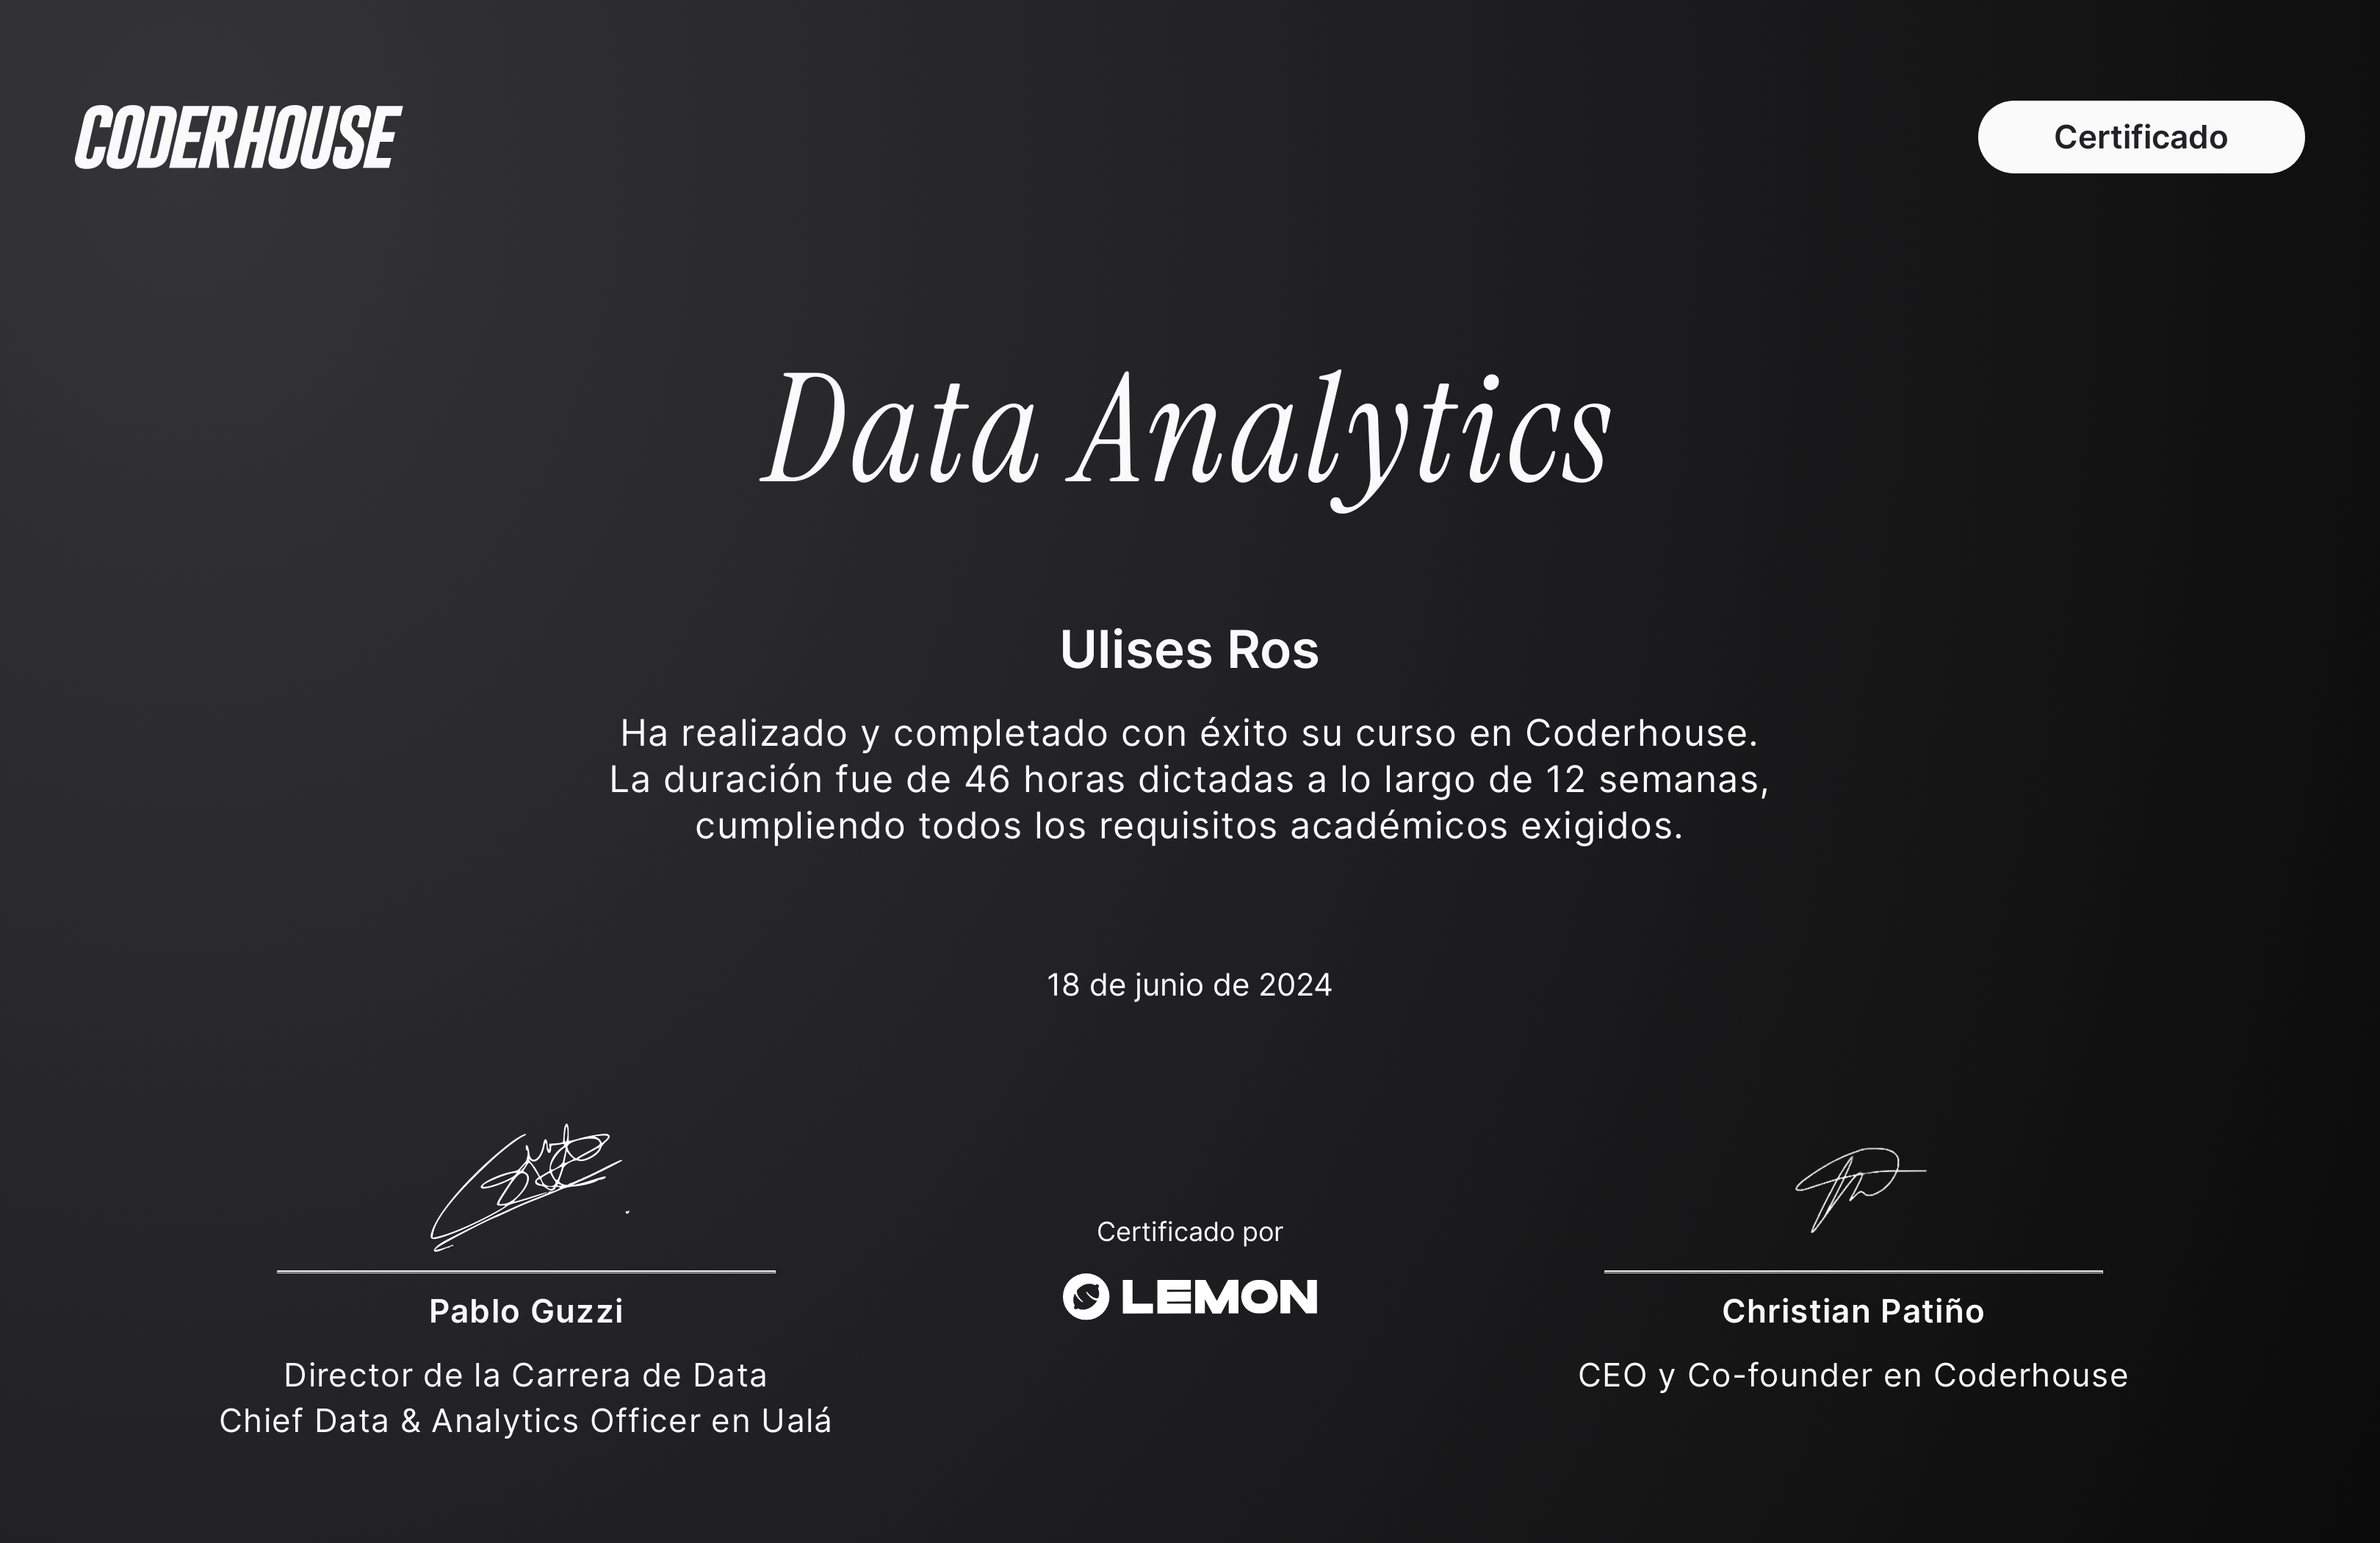 CODERHOUSE
Certificado
Data Analytics
Ulises Ros
Ha realizado y completado con éxito su curso en Coderhouse.
La duración fue de 46 horas dictadas a lo largo de 12 semanas,
cumpliendo todos los requisitos académicos exigidos.
18 de junio de 2024
Pablo Guzzi
Director de la Carrera de Data
Chief Data & Analytics Officer en Ualá
Certificado por
LEMON
Christian Patiño
CEO y Co-founder en Coderhouse